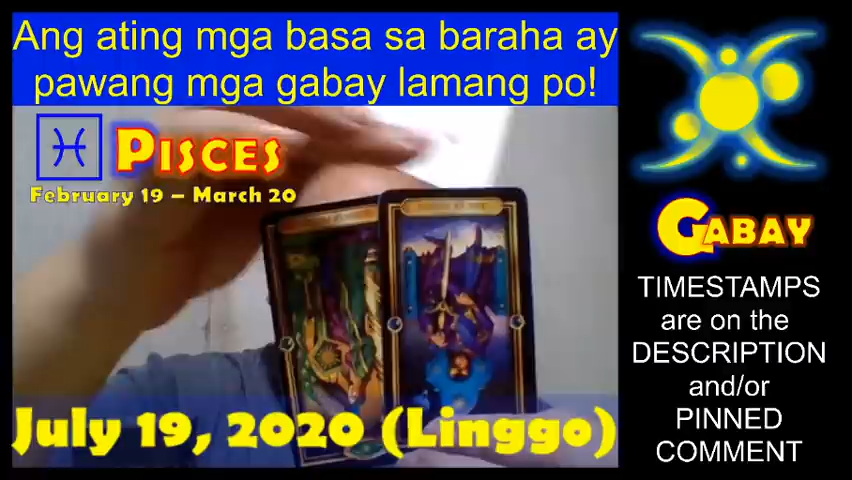 Ang ating mga basa sa baraha ay
pawang mga gabay lamang po!
PISCES
February 19 – March 20
July 19, 2020 (Linggo)
GABAY
TIMESTAMPS
are on the
DESCRIPTION
and/or
PINNED
COMMENT